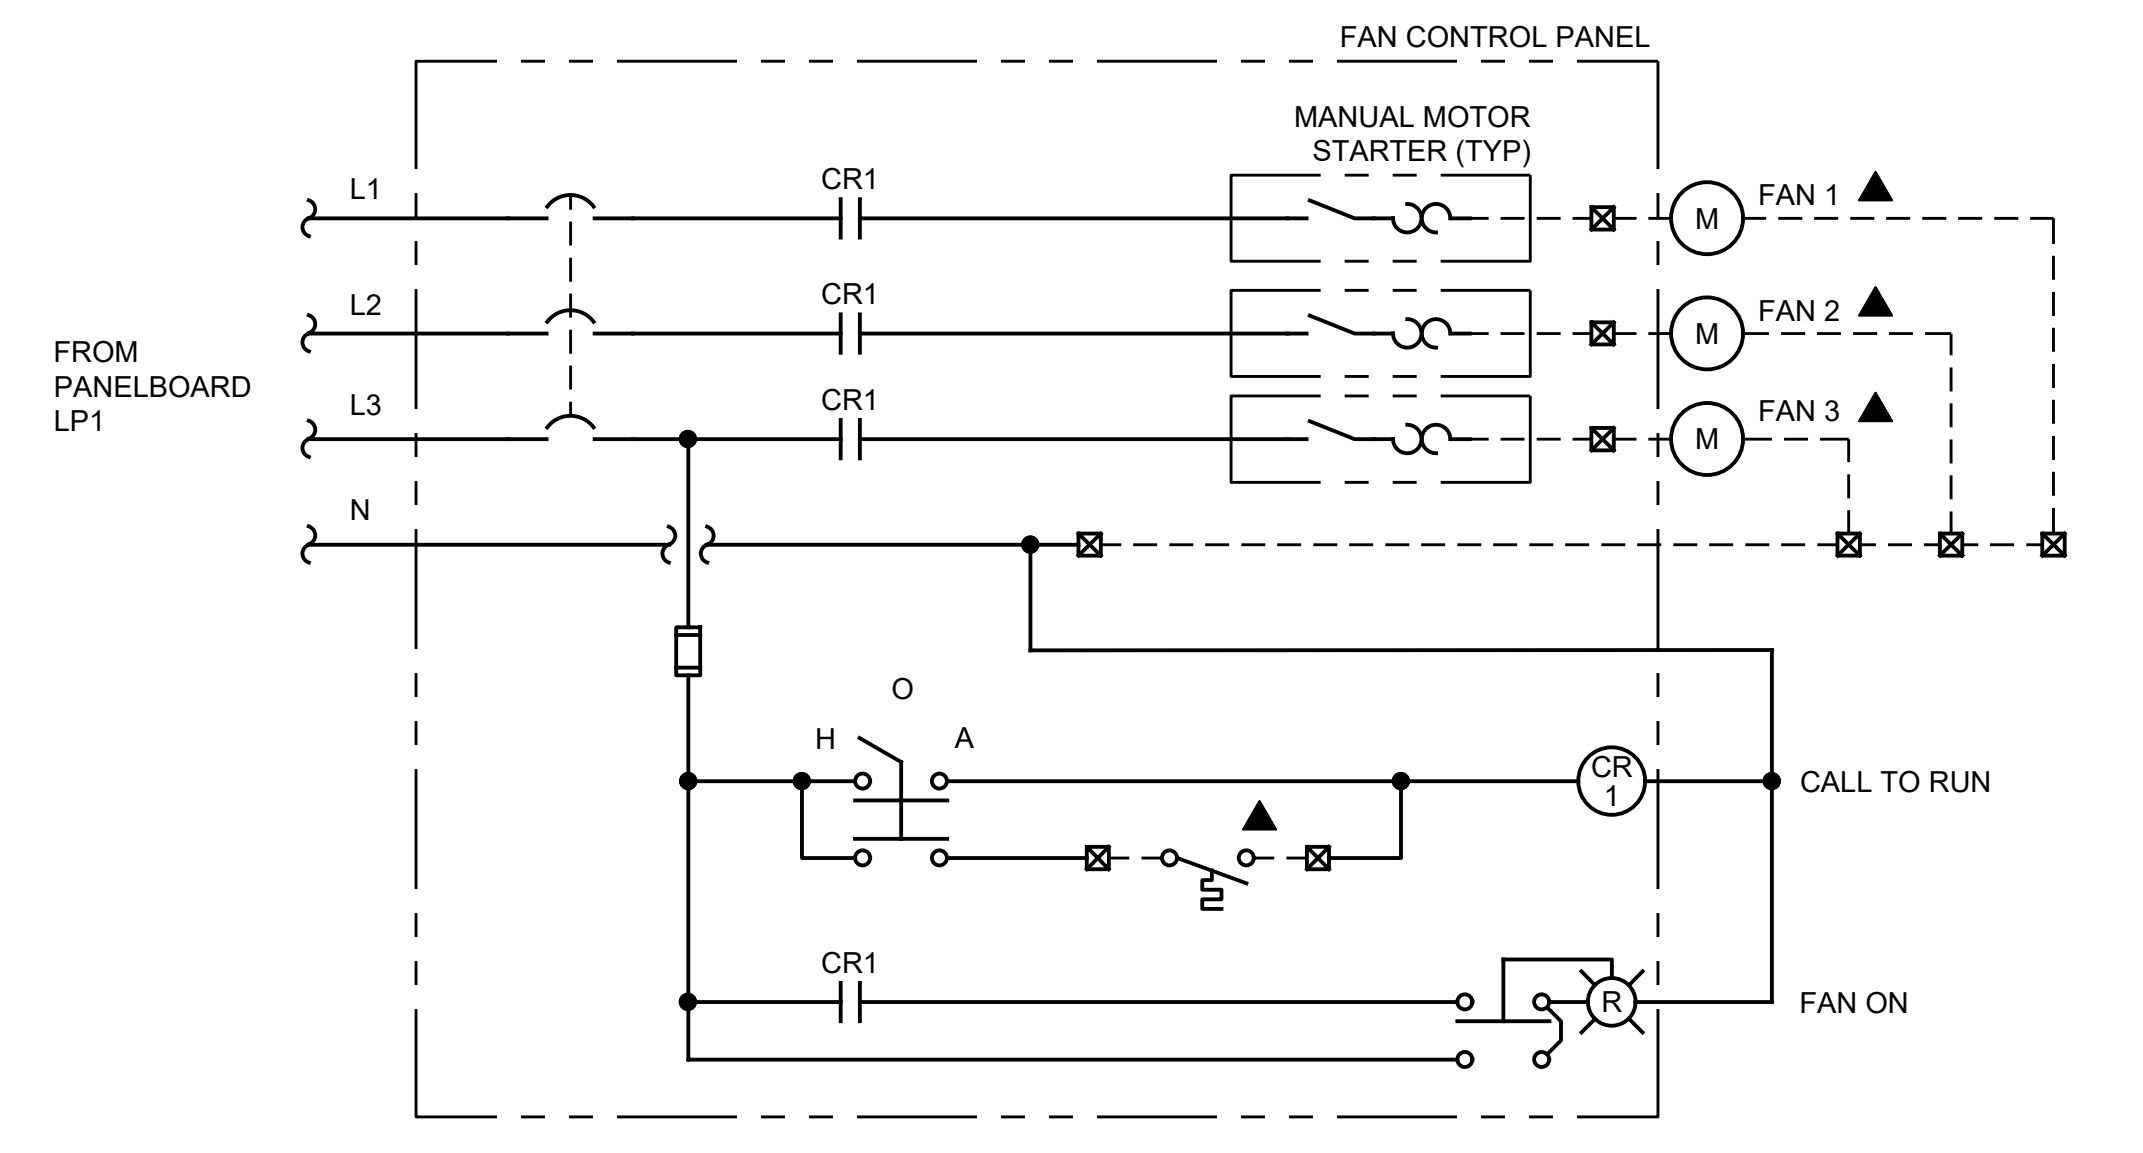 FAN CONTROL PANEL
MANUAL MOTOR
STARTER (TYP)
L1
CR1
M
FAN 1
L2
CR1
M
FAN 2
FROM
PANELBOARD
LP1
L3
CR1
M
FAN 3
N
O
H
A
CR
1
CALL TO RUN
CR1
R
FAN ON